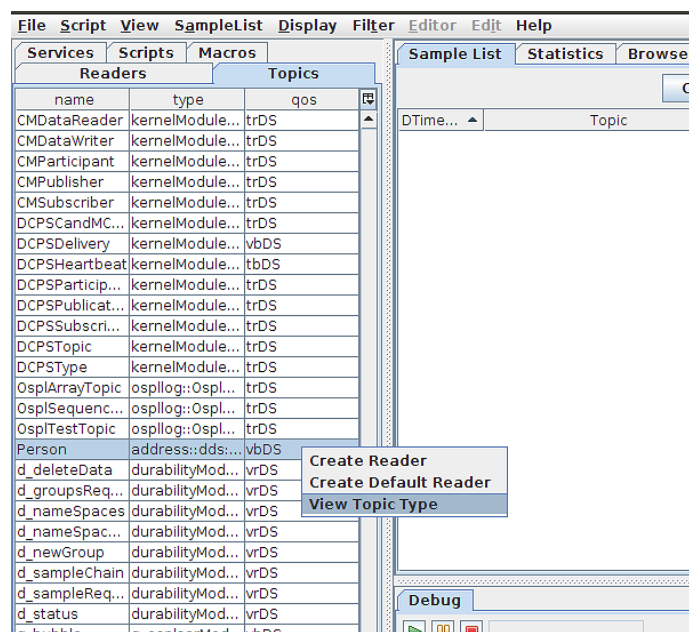 File Script View SampleList Display Filter Editor Edit Help
Services Scripts Macros
Readers Topics
name type qos
CMDataReader kernelModule... trDS
CMDataWriter kernelModule... trDS
CMParticipant kernelModule... trDS
CMPublisher kernelModule... trDS
CMSubscriber kernelModule... trDS
DCPSCandMC... kernelModule... trDS
DCPSDelivery kernelModule... vbDS
DCPSHeartbeat kernelModule... tbDS
DCPSParticip... kernelModule... trDS
DCPSPublicat... kernelModule... trDS
DCPSSubscri... kernelModule... trDS
DCPSTopic kernelModule... trDS
DCPSType kernelModule... trDS
OsplArrayTopic ospllog::Ospl... trDS
OsplSequenc... ospllog::Ospl... trDS
OsplTestTopic ospllog::Ospl... trDS
Person address::dds:... vbDS
d_deleteData durabilityMod... vrDS
d_groupsReq... durabilityMod... vrDS
d_nameSpaces durabilityMod... vrDS
d_nameSpac... durabilityMod... vrDS
d_newGroup durabilityMod... vrDS
d_sampleChain durabilityMod... vrDS
d_sampleReq... durabilityMod... vrDS
d_status durabilityMod... vrDS
Create Reader
Create Default Reader
View Topic Type
Sample List Statistics Browse
DTime... Topic
Debug